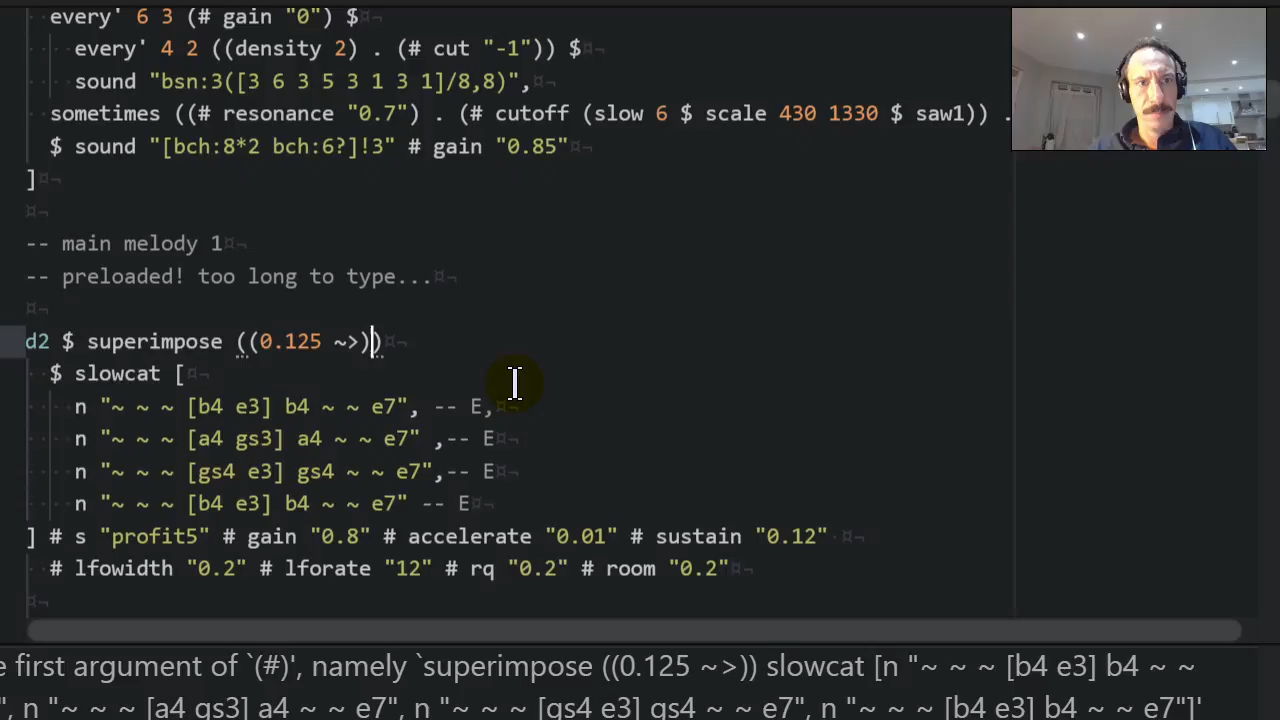 every' 6 3 (# gain "0") $
every' 4 2 ((density 2) . (# cut "-1")) $
sound "bsn:3([3 6 3 5 3 1 3 1]/8,8)",
sometimes ((# resonance "0.7") . (# cutoff (slow 6 $ scale 430 1330 $ saw1)) .
$ sound "[bch:8*2 bch:6?]!3" # gain "0.85"
]
-- main melody 1
-- preloaded! too long to type...
d2 $ superimpose ((0.125 ~>))
$ slowcat [
n "~ ~ ~ [b4 e3] b4 ~ ~ e7", -- E,
n "~ ~ ~ [a4 gs3] a4 ~ ~ e7" ,-- E
n "~ ~ ~ [gs4 e3] gs4 ~ ~ e7",-- E
n "~ ~ ~ [b4 e3] b4 ~ ~ e7" -- E
] # s "profit5" # gain "0.8" # accelerate "0.01" # sustain "0.12"
# lfowidth "0.2" # lforate "12" # rq "0.2" # room "0.2"
e first argument of `(#)', namely `superimpose ((0.125 ~>)) slowcat [n "~ ~ ~ [b4 e3] b4 ~ ~
", n "~ ~ ~ [a4 gs3] a4 ~ ~ e7", n "~ ~ ~ [gs4 e3] gs4 ~ ~ e7", n "~ ~ ~ [b4 e3] b4 ~ ~ e7"]'